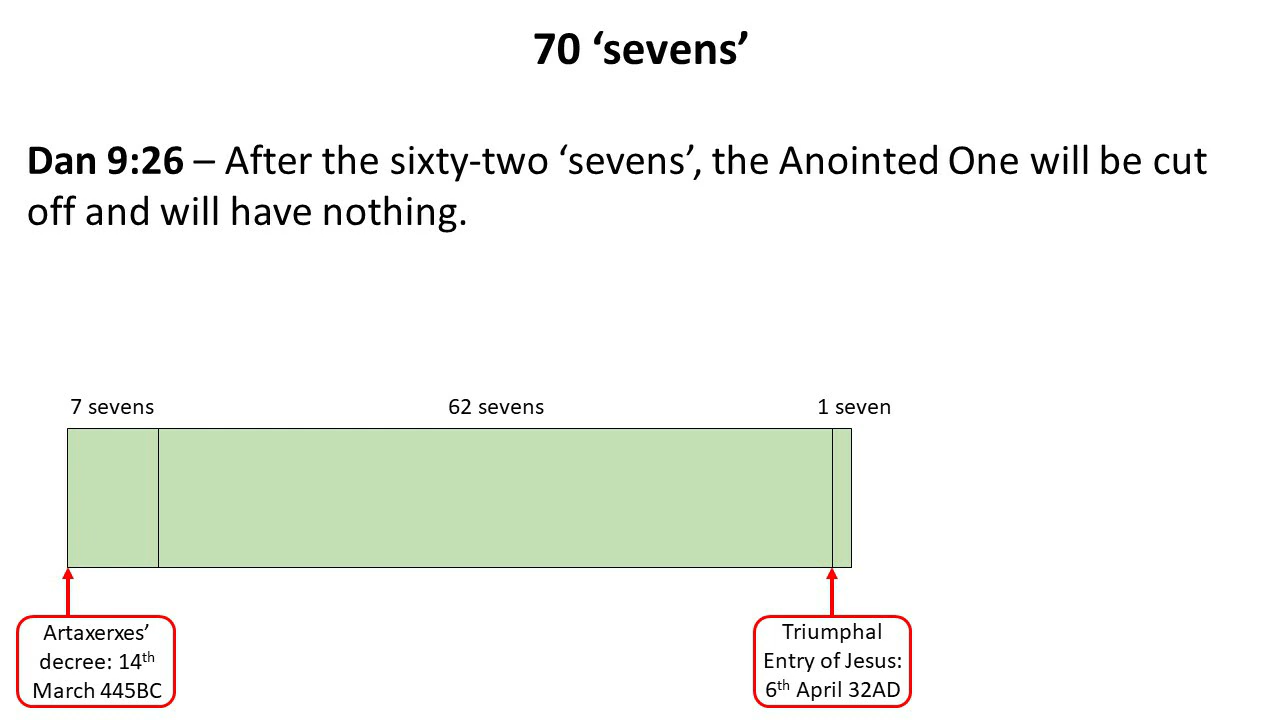 70 ‘sevens’
Dan 9:26 – After the sixty-two ‘sevens’, the Anointed One will be cut
off and will have nothing.
7 sevens
62 sevens
1 seven
Artaxerxes’
decree: 14th
March 445BC
Triumphal
Entry of Jesus:
6th April 32AD